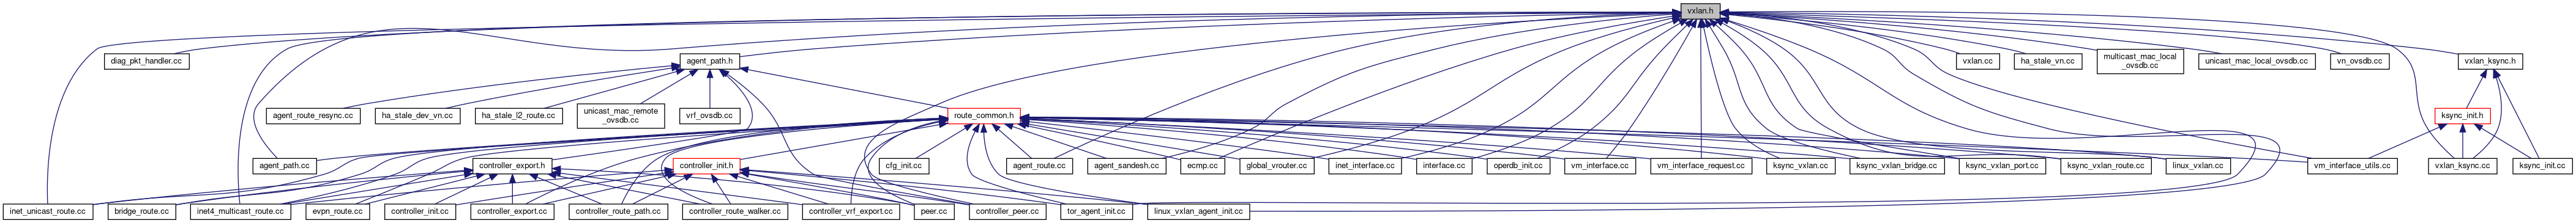 vxlan.h
diag_pkt_handler.cc
agent_path.h
vxlan.cc
ha_stale_vn.cc
multicast_mac_local
_ovsdb.cc
unicast_mac_local_ovsdb.cc
vn_ovsdb.cc
vxlan_ksync.h
agent_route_resync.cc
ha_stale_dev_vn.cc
ha_stale_l2_route.cc
unicast_mac_remote
_ovsdb.cc
vrf_ovsdb.cc
route_common.h
ksync_init.h
agent_path.cc
controller_export.h
controller_init.h
cfg_init.cc
agent_route.cc
agent_sandesh.cc
ecmp.cc
global_vrouter.cc
inet_interface.cc
interface.cc
operdb_init.cc
vm_interface.cc
vm_interface_request.cc
ksync_vxlan.cc
ksync_vxlan_bridge.cc
ksync_vxlan_port.cc
ksync_vxlan_route.cc
linux_vxlan.cc
vm_interface_utils.cc
vxlan_ksync.cc
ksync_init.cc
inet_unicast_route.cc
bridge_route.cc
inet4_multicast_route.cc
evpn_route.cc
controller_init.cc
controller_export.cc
controller_route_path.cc
controller_route_walker.cc
controller_vrf_export.cc
peer.cc
controller_peer.cc
tor_agent_init.cc
linux_vxlan_agent_init.cc